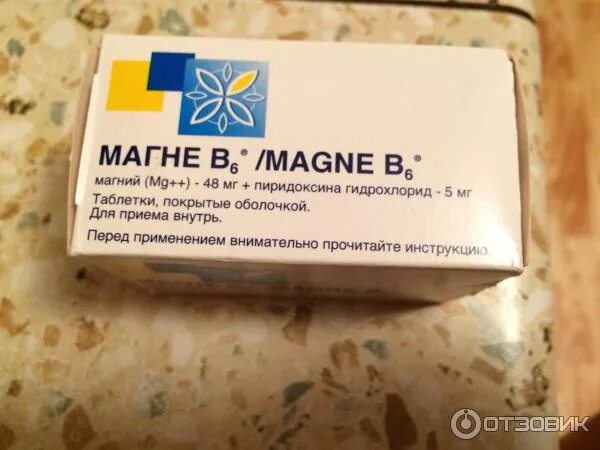 МАГНЕ B₆® /MAGNE B₆®
магний (Mg++) - 48 мг + пиридоксина гидрохлорид - 5 мг
Таблетки, покрытые оболочкой.
Для приема внутрь.
Перед применением внимательно прочитайте инструкцию.
MAGNE B
ОТЗОВИК